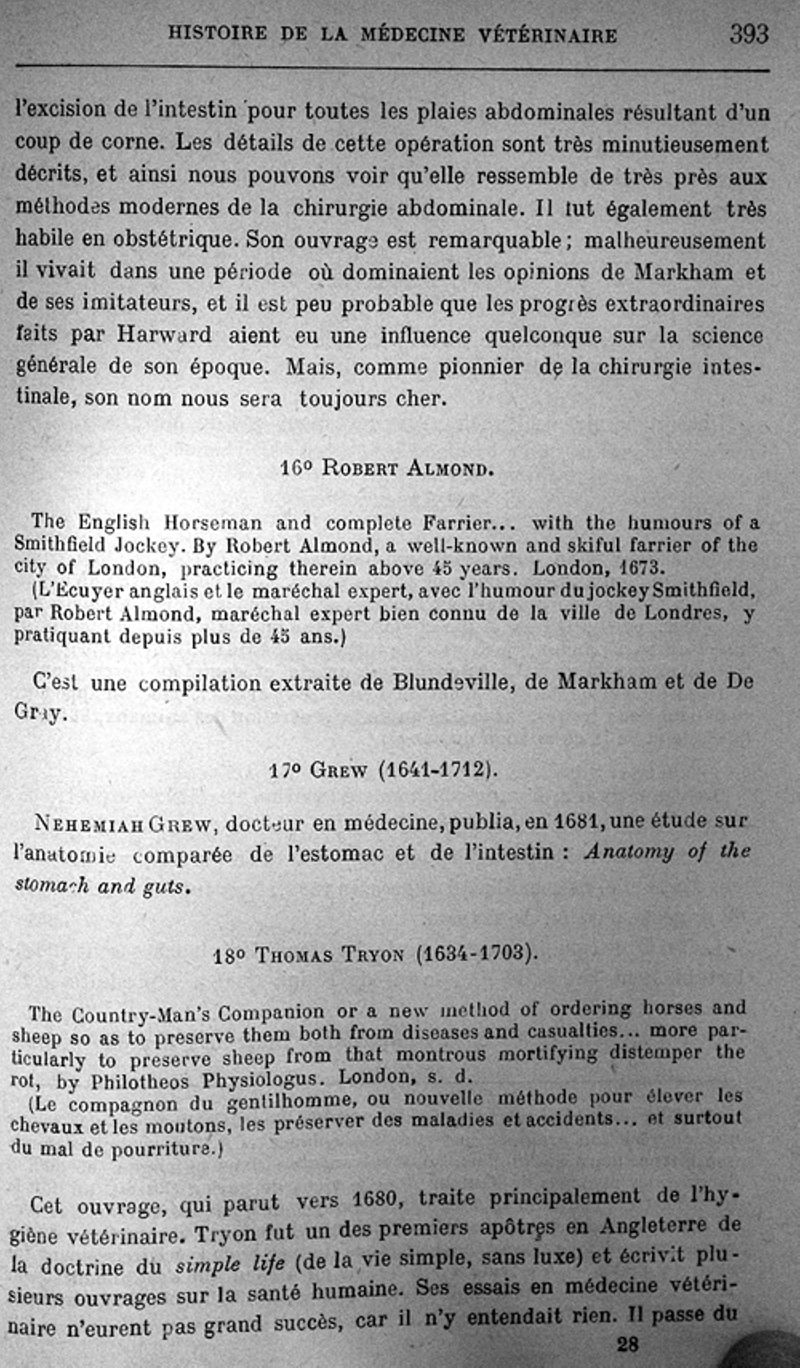 HISTOIRE DE LA MÉDECINE VÉTÉRINAIRE 393
l'excision de l'intestin pour toutes les plaies abdominales résultant d'un
coup de corne. Les détails de cette opération sont très minutieusement
décrits, et ainsi nous pouvons voir qu'elle ressemble de très près aux
méthodes modernes de la chirurgie abdominale. Il fut également très
habile en obstétrique. Son ouvrage est remarquable; malheureusement
il vivait dans une période où dominaient les opinions de Markham et
de ses imitateurs, et il est peu probable que les progrès extraordinaires
faits par Harward aient eu une influence quelconque sur la science
générale de son époque. Mais, comme pionnier de la chirurgie intes-
tinale, son nom nous sera toujours cher.
16º ROBERT ALMOND.
The English Horseman and complete Farrier... with the humours of a
Smithfield Jockey. By Robert Almond, a well-known and skiful farrier of the
city of London, practicing therein above 45 years. London, 1673.
(L'Ecuyer anglais et le maréchal expert, avec l'humour du jockey Smithfield,
par Robert Almond, maréchal expert bien connu de la ville de Londres, y
pratiquant depuis plus de 45 ans.)
C'est une compilation extraite de Blundeville, de Markham et de De
Gray.
17º GREW (1641-1712).
NEHEMIAH GREW, docteur en médecine, publia, en 1681, une étude sur
l'anatomie comparée de l'estomac et de l'intestin : Anatomy of the
stomach and guts.
18º THOMAS TRYON (1634-1703).
The Country-Man's Companion or a new method of ordering horses and
sheep so as to preserve them both from diseases and casualties... more par-
ticularly to preserve sheep from that montrous mortifying distemper the
rot, by Philotheos Physiologus. London, s. d.
(Le compagnon du gentilhomme, ou nouvelle méthode pour élever les
chevaux et les moutons, les préserver des maladies et accidents... et surtout
du mal de pourriture.)
Cet ouvrage, qui parut vers 1680, traite principalement de l'hy-
giène vétérinaire. Tryon fut un des premiers apôtres en Angleterre de
la doctrine du simple life (de la vie simple, sans luxe) et écrivit plu-
sieurs ouvrages sur la santé humaine. Ses essais en médecine vétéri-
naire n'eurent pas grand succès, car il n'y entendait rien. Il passe du
28